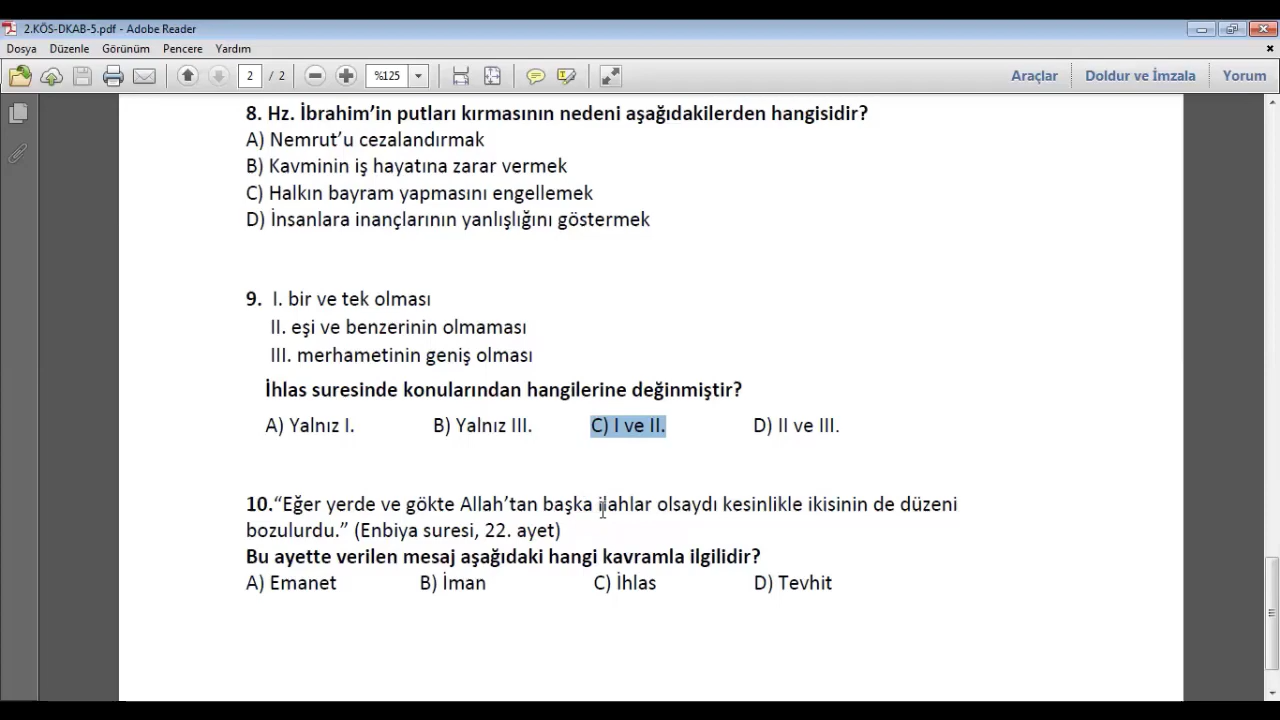 2.KÖS-DKAB-5.pdf - Adobe Reader
Dosya Düzenle Görünüm Pencere Yardım
2 / 2 %125 Araçlar Doldur ve İmzala Yorum
8. Hz. İbrahim’in putları kırmasının nedeni aşağıdakilerden hangisidir?
A) Nemrut’u cezalandırmak
B) Kavminin iş hayatına zarar vermek
C) Halkın bayram yapmasını engellemek
D) İnsanlara inançlarının yanlışlığını göstermek
9. I. bir ve tek olması
II. eşi ve benzerinin olmaması
III. merhametinin geniş olması
İhlas suresinde konularından hangilerine değinmiştir?
A) Yalnız I. B) Yalnız III. C) I ve II. D) II ve III.
10.“Eğer yerde ve gökte Allah’tan başka ilahlar olsaydı kesinlikle ikisinin de düzeni
bozulurdu.” (Enbiya suresi, 22. ayet)
Bu ayette verilen mesaj aşağıdaki hangi kavramla ilgilidir?
A) Emanet B) İman C) İhlas D) Tevhit